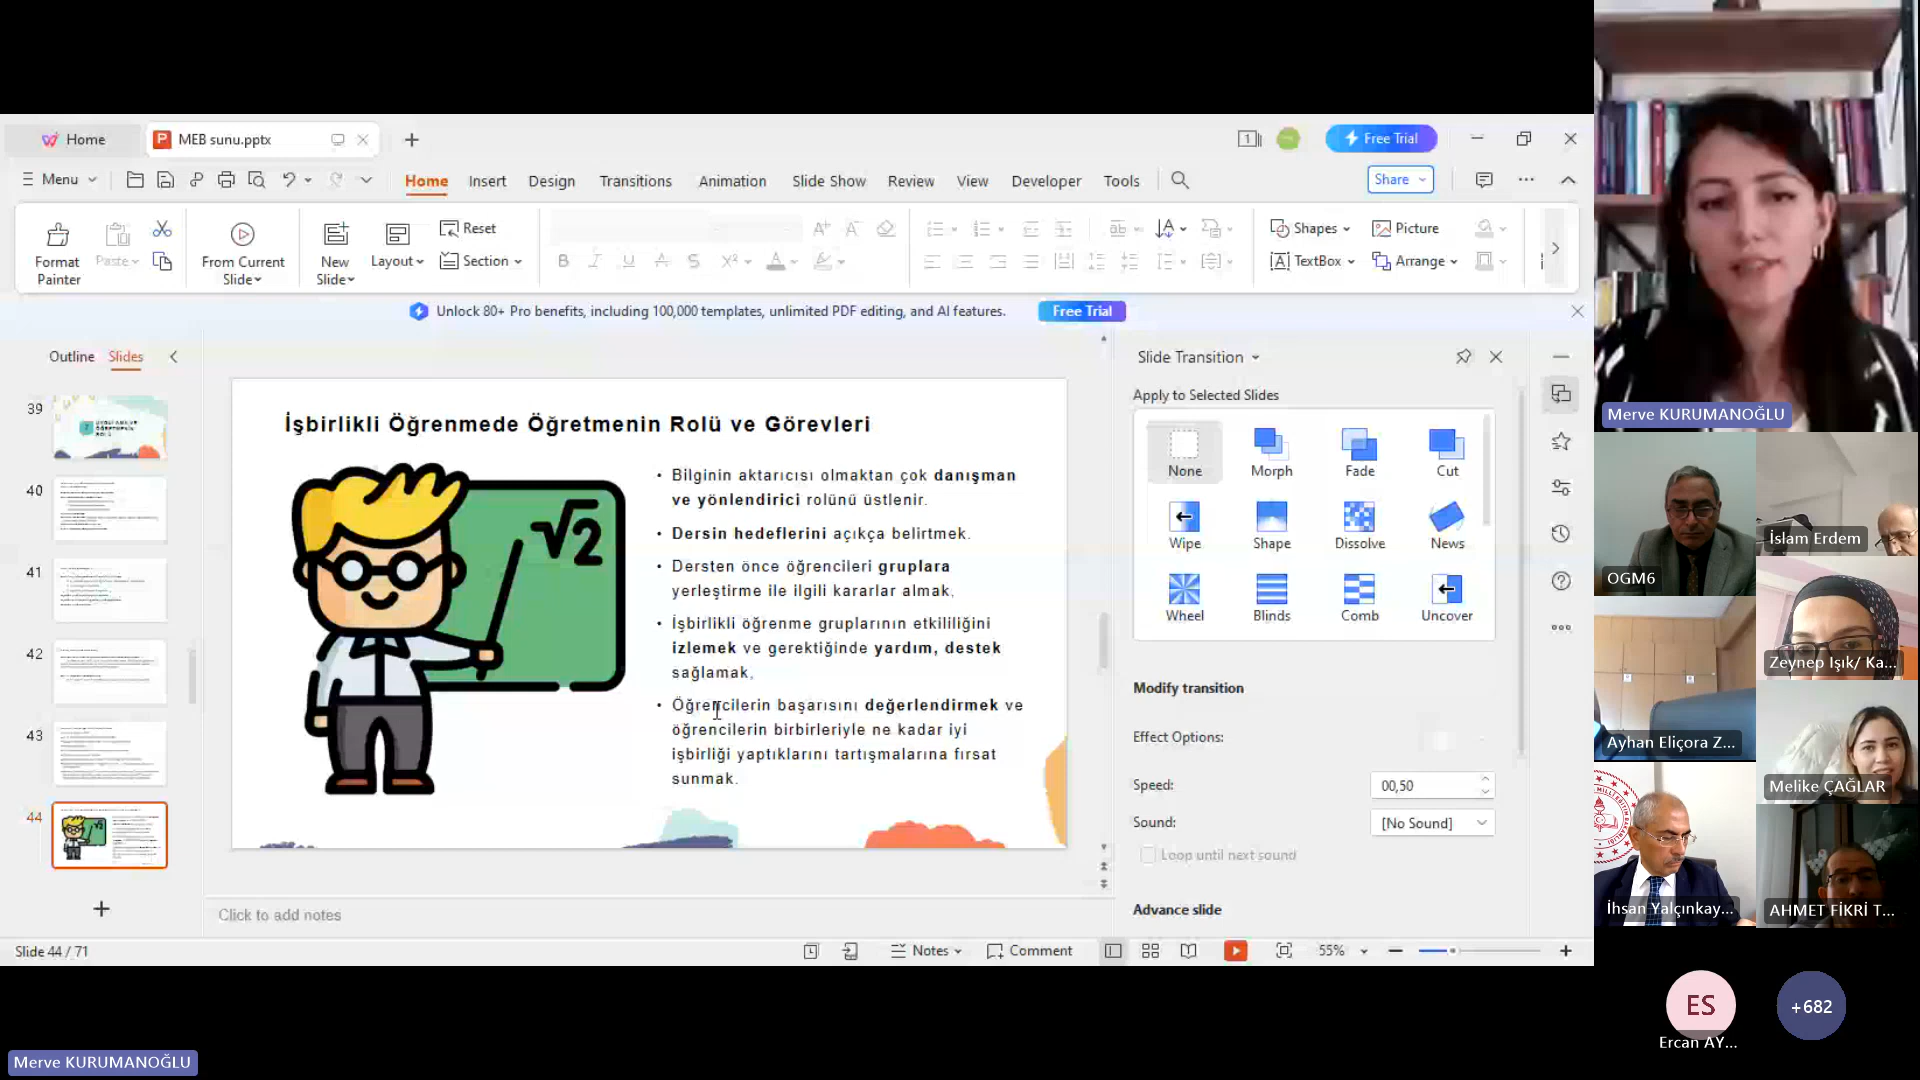 Home
MEB sunu.pptx
Free Trial
Menu
Home
Insert
Design
Transitions
Animation
Slide Show
Review
View
Developer
Tools
Share
Format
Painter
Paste
From Current
Slide
New
Slide
Layout
Reset
Section
Shapes
Picture
TextBox
Arrange
Unlock 80+ Pro benefits, including 100,000 templates, unlimited PDF editing, and AI features.
Free Trial
Outline
Slides
39
40
41
42
43
44
İşbirlikli Öğrenmede Öğretmenin Rolü ve Görevleri
√2
• Bilginin aktarıcısı olmaktan çok danışman
ve yönlendirici rolünü üstlenir.
• Dersin hedeflerini açıkça belirtmek.
• Dersten önce öğrencileri gruplara
yerleştirme ile ilgili kararlar almak,
• İşbirlikli öğrenme gruplarının etkililiğini
izlemek ve gerektiğinde yardım, destek
sağlamak,
• Öğrencilerin başarısını değerlendirmek ve
öğrencilerin birbirleriyle ne kadar iyi
işbirliği yaptıklarını tartışmalarına fırsat
sunmak.
Click to add notes
Slide 44 / 71
Notes
Comment
55%
Slide Transition
Apply to Selected Slides
None
Morph
Fade
Cut
Wipe
Shape
Dissolve
News
Wheel
Blinds
Comb
Uncover
Modify transition
Effect Options:
Speed:
00,50
Sound:
[No Sound]
Loop until next sound
Advance slide
Merve KURUMANOĞLU
OGM6
İslam Erdem
Zeynep Işık/ Ka...
Ayhan Eliçora Z...
Melike ÇAĞLAR
İhsan Yalçınkay...
AHMET FİKRİ T...
ES
Ercan AY...
+682
Merve KURUMANOĞLU